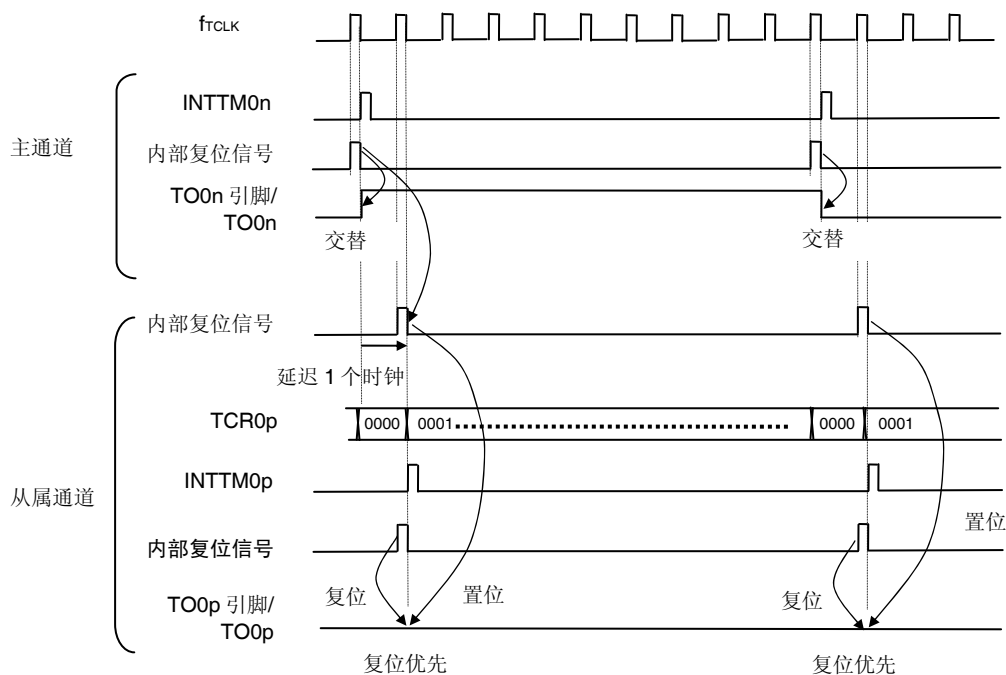 fTCLK
主通道
INTTM0n
内部复位信号
TO0n 引脚/
TO0n
交替
交替
从属通道
内部复位信号
延迟 1 个时钟
TCR0p
0000
0001
0000
0001
INTTM0p
置位
内部复位信号
复位
置位
复位
TO0p 引脚/
TO0p
复位优先
复位优先